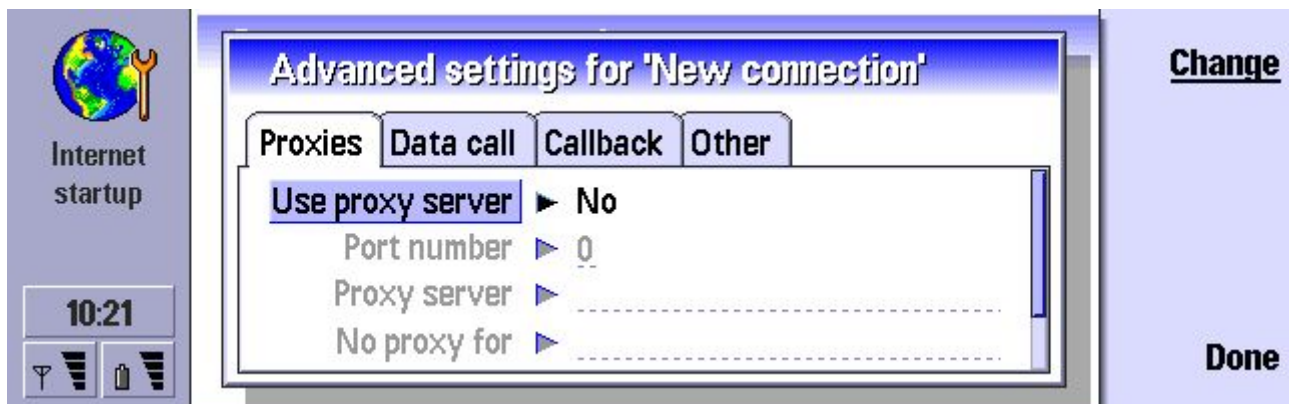 Internet
startup
10:21
Advanced settings for 'New connection'
Proxies Data call Callback Other
Use proxy server No
Port number 0
Proxy server
No proxy for
Change
Done